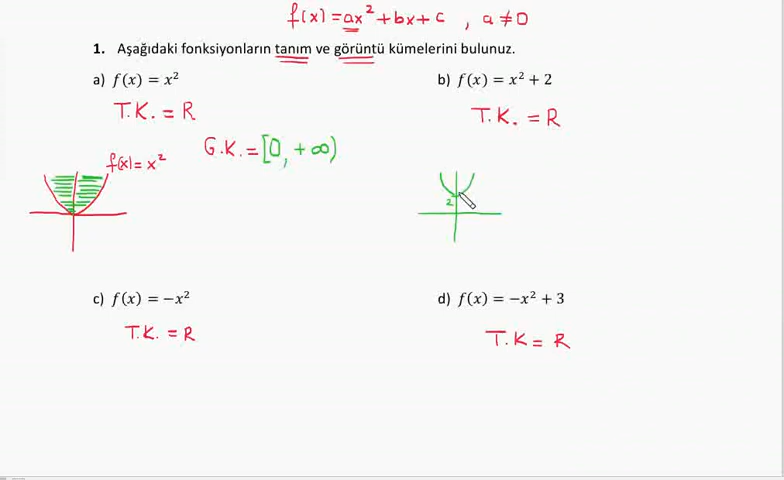 f(x) = ax² + bx + c , a ≠ 0
1. Aşağıdaki fonksiyonların tanım ve görüntü kümelerini bulunuz.
a) f(x) = x²
b) f(x) = x² + 2
T.K. = R
T.K. = R
G.K. = [0, +∞)
f(x) = x²
2
c) f(x) = −x²
d) f(x) = −x² + 3
T.K. = R
T.K = R